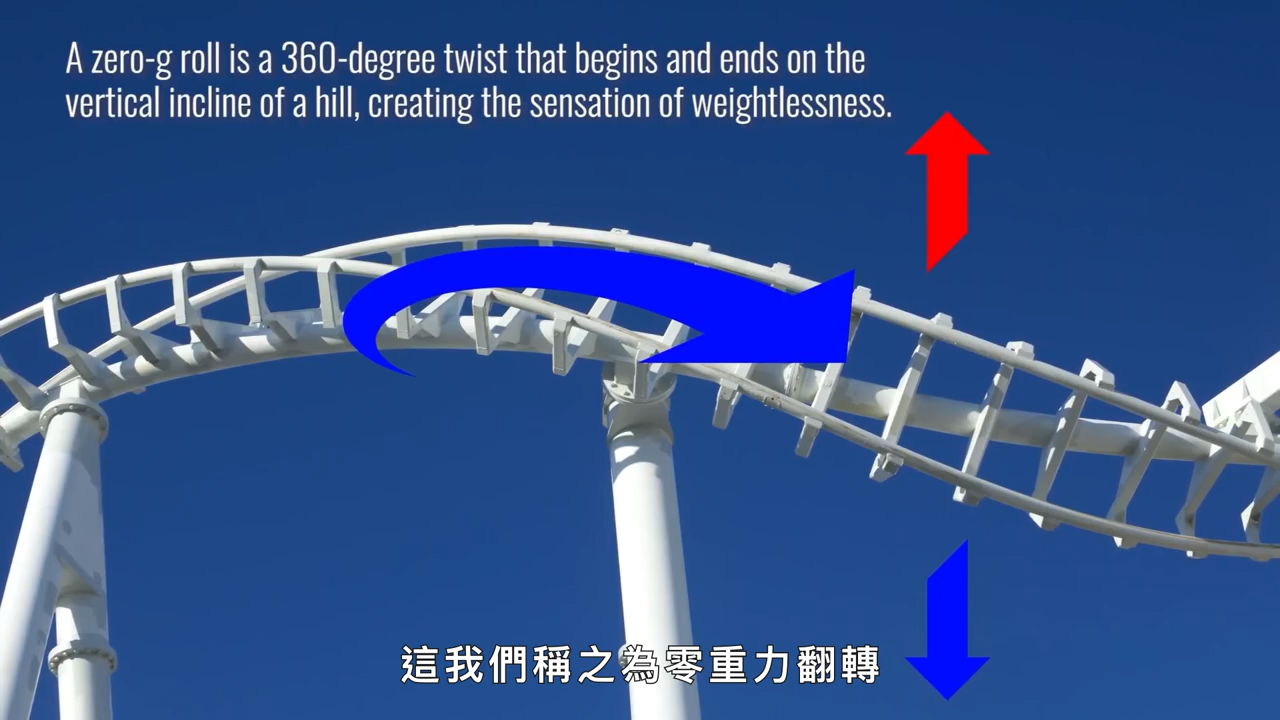 A zero-g roll is a 360-degree twist that begins and ends on the
vertical incline of a hill, creating the sensation of weightlessness.
這我們稱之為零重力翻轉